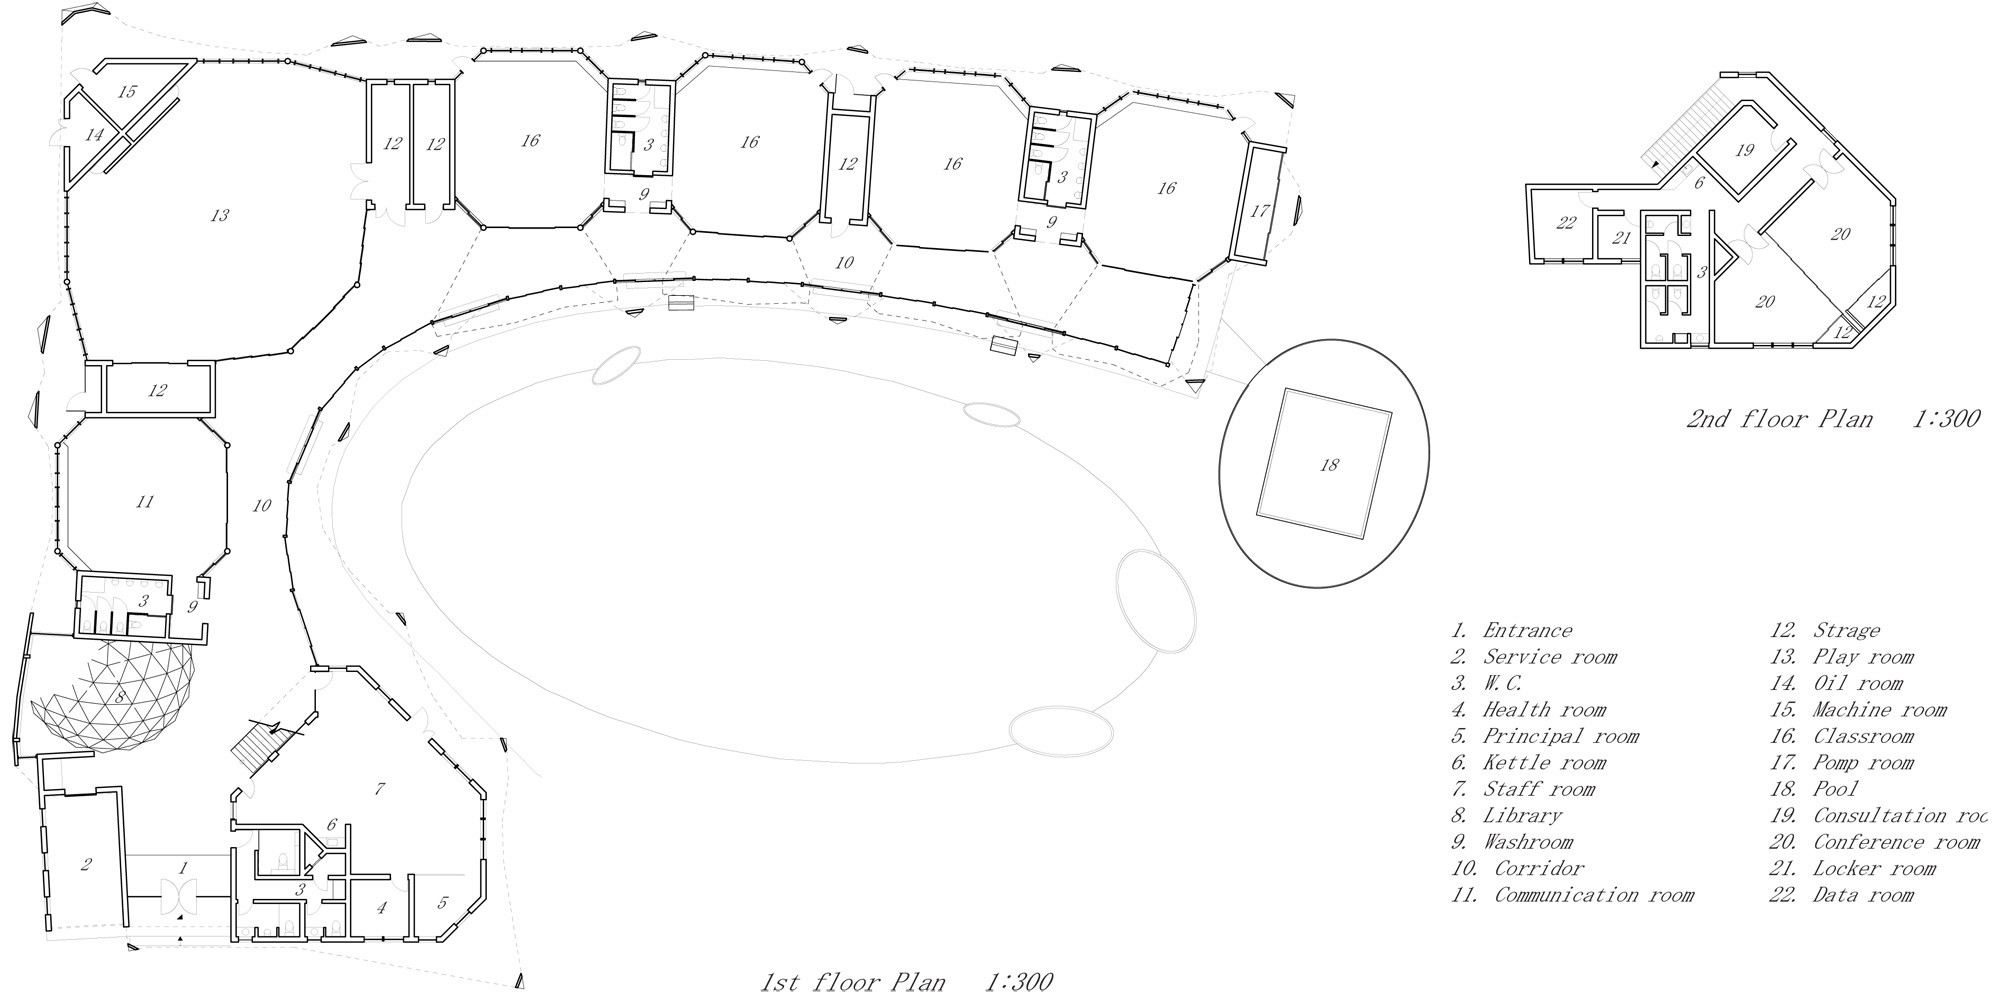 15
14
13
12
12
16
3
9
16
12
16
3
9
16
17
10
12
11
10
3
9
8
7
6
2
1
3
4
5
18
19
6
22
21
3
20
20
12
12
2nd floor Plan 1:300
1. Entrance
2. Service room
3. W.C.
4. Health room
5. Principal room
6. Kettle room
7. Staff room
8. Library
9. Washroom
10. Corridor
11. Communication room
12. Strage
13. Play room
14. Oil room
15. Machine room
16. Classroom
17. Pomp room
18. Pool
19. Consultation roo
20. Conference room
21. Locker room
22. Data room
1st floor Plan 1:300